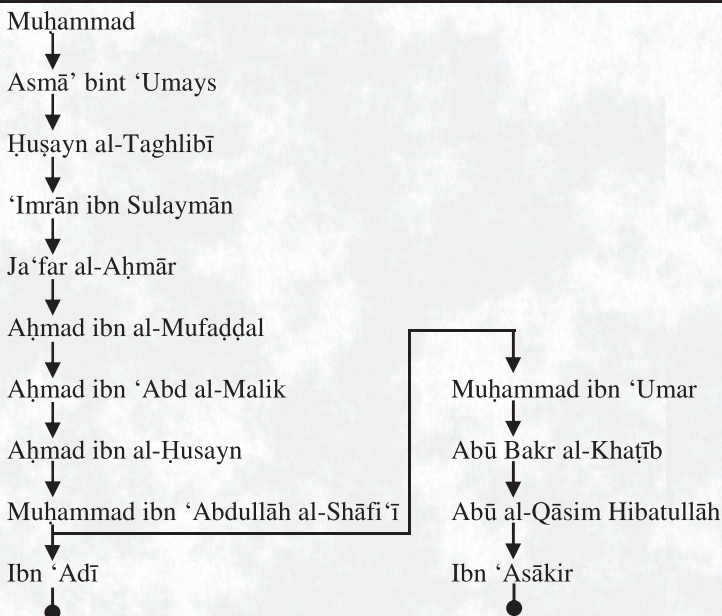 Muḥammad
Asmā’ bint ‘Umays
Ḥuṣayn al-Taghlibī
‘Imrān ibn Sulaymān
Ja‘far al-Aḥmār
Aḥmad ibn al-Mufaḍḍal
Aḥmad ibn ‘Abd al-Malik
Aḥmad ibn al-Ḥusayn
Muḥammad ibn ‘Abdullāh al-Shāfi‘ī
Ibn ‘Adī
Muḥammad ibn ‘Umar
Abū Bakr al-Khaṭīb
Abū al-Qāsim Hibatullāh
Ibn ‘Asākir